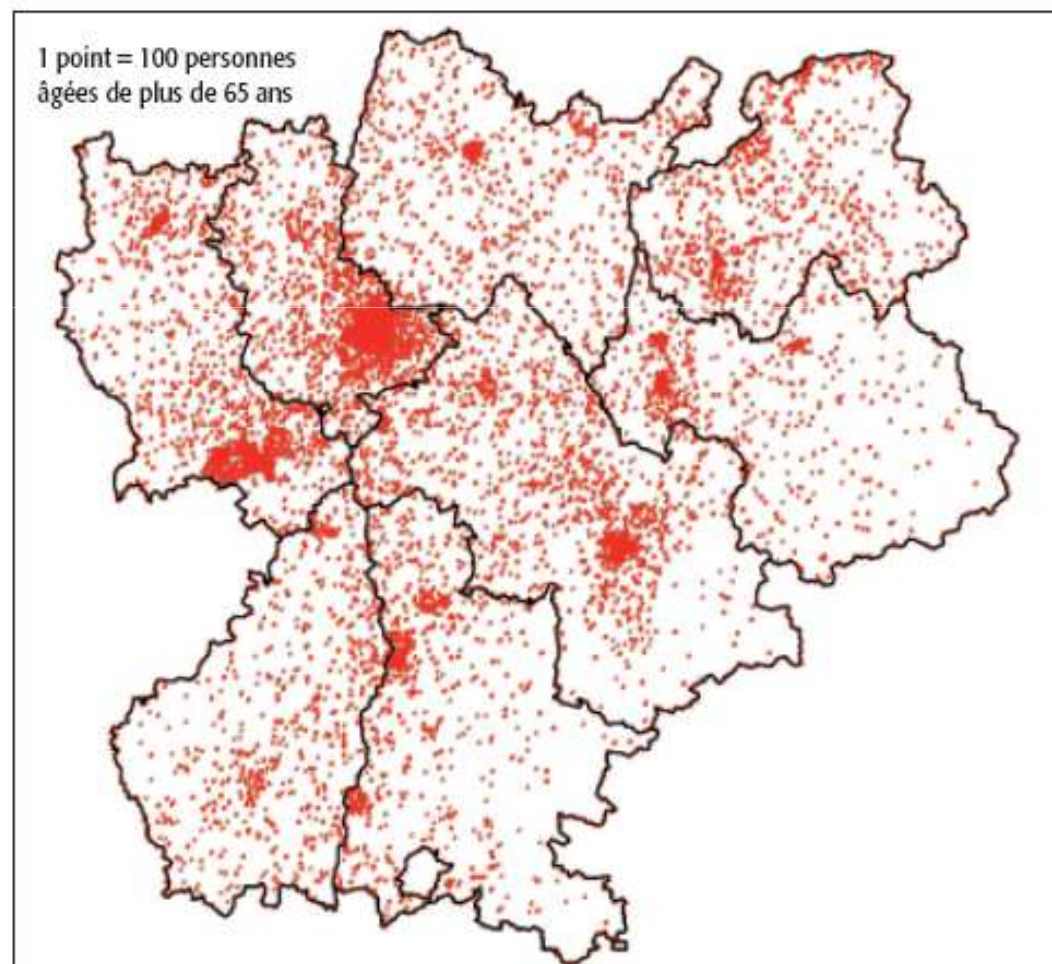 1 point = 100 personnes
âgées de plus de 65 ans